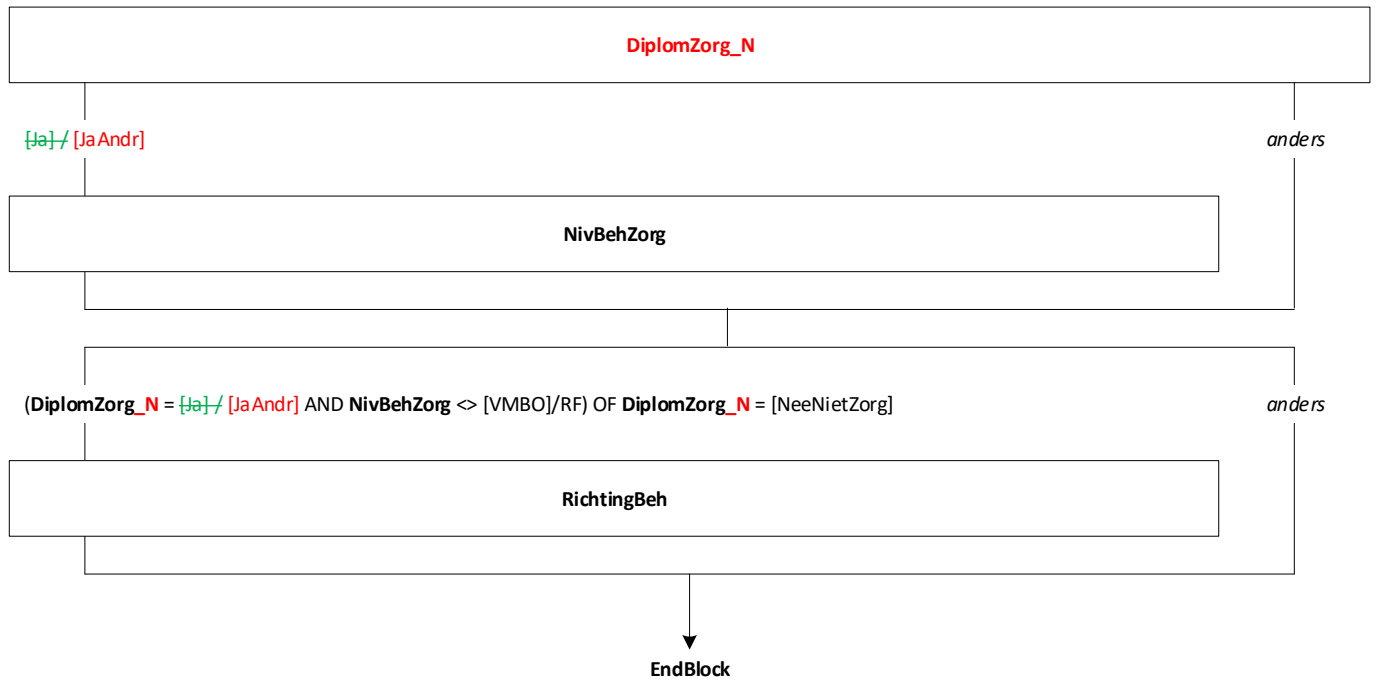 DiplomZorg_N
[Ja] / [JaAndr]
anders
NivBehZorg
(DiplomZorg_N = [Ja] / [JaAndr] AND NivBehZorg <> [VMBO]/RF) OF DiplomZorg_N = [NeeNietZorg]
anders
RichtingBeh
EndBlock